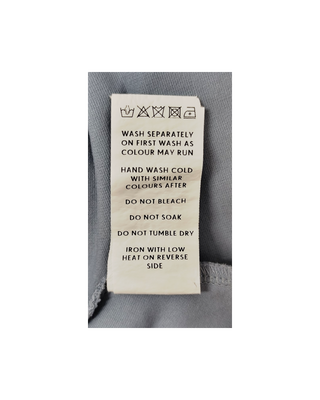 WASH SEPARATELY
ON FIRST WASH AS
COLOUR MAY RUN
HAND WASH COLD
WITH SIMILAR
COLOURS AFTER
DO NOT BLEACH
DO NOT SOAK
DO NOT TUMBLE DRY
IRON WITH LOW
HEAT ON REVERSE
SIDE